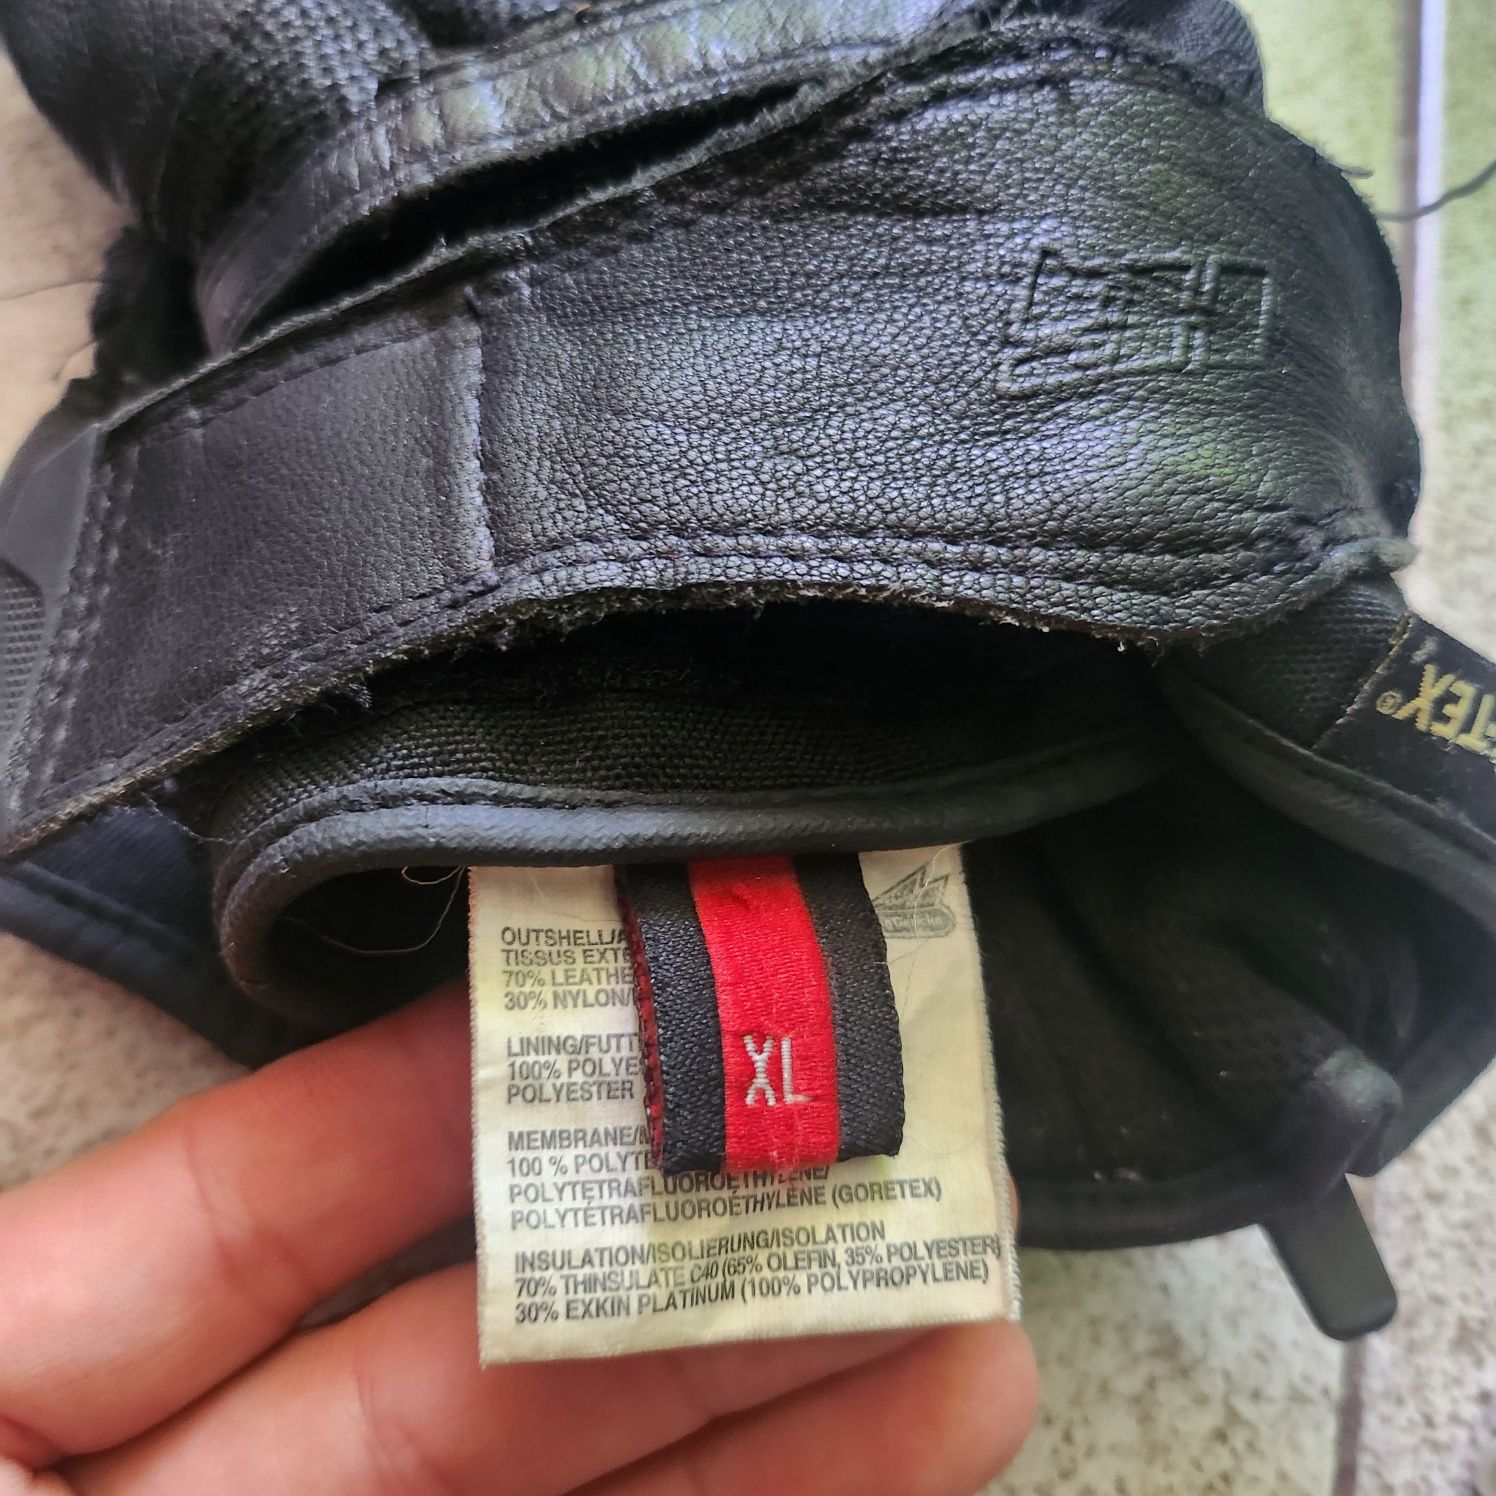 TEX®
OUTSHELL/A
TISSUS EXTE
70% LEATHE
30% NYLON/
LINING/FUTT
100% POLYE
POLYESTER
MEMBRANE/M
100 % POLYTE
POLYTETRAFLUOROETHYLENE/
POLYTÉTRAFLUOROÉTHYLÈNE (GORETEX)
INSULATION/ISOLIERUNG/ISOLATION
70% THINSULATE C40 (65% OLEFIN, 35% POLYESTER)
30% EXKIN PLATINUM (100% POLYPROPYLENE)
XL